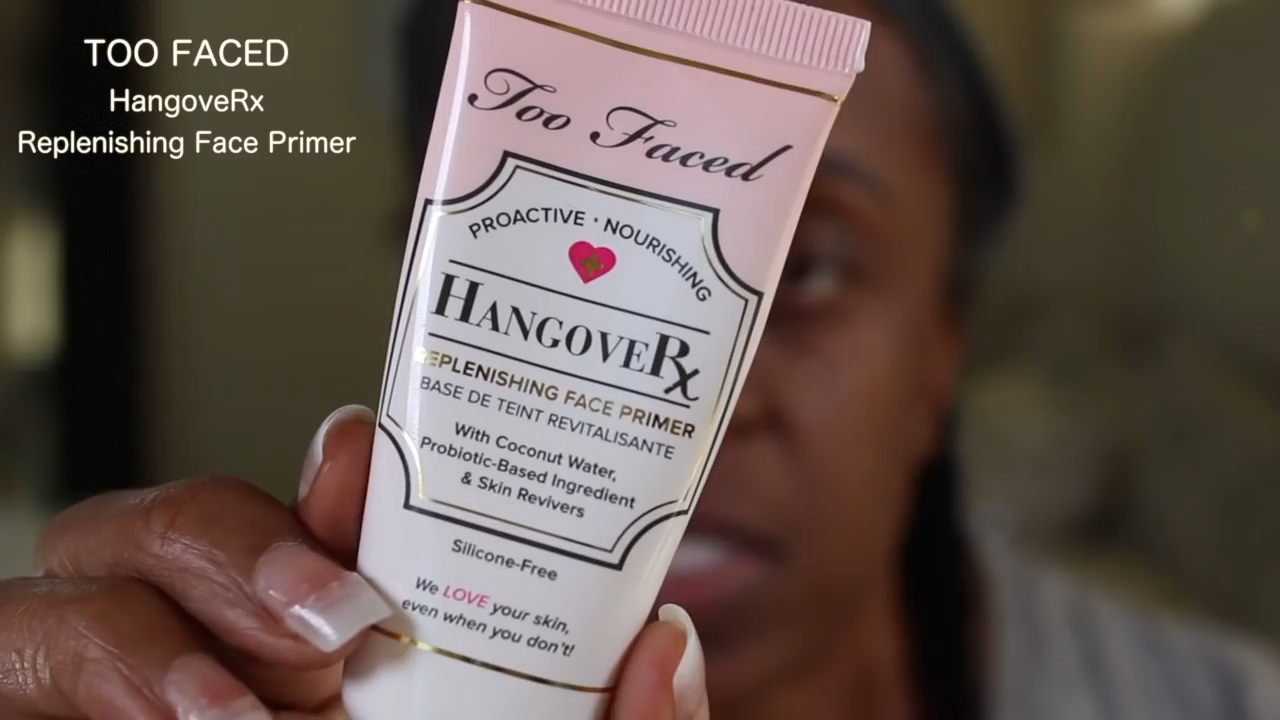 TOO FACED
HangoveRx
Replenishing Face Primer
Too Faced
PROACTIVE · NOURISHING
HANGOVERX
REPLENISHING FACE PRIMER
BASE DE TEINT REVITALISANTE
With Coconut Water,
Probiotic-Based Ingredient
& Skin Revivers
Silicone-Free
We LOVE your skin,
even when you don't!